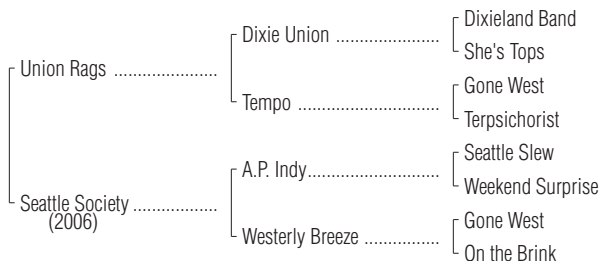 Dixieland Band
Dixie Union ....................
She's Tops
Union Rags ....................
Gone West
Tempo ...........................
Terpsichorist
Seattle Slew
A.P. Indy.........................
Weekend Surprise
Seattle Society ................
(2006)
Gone West
Westerly Breeze ..............
On the Brink